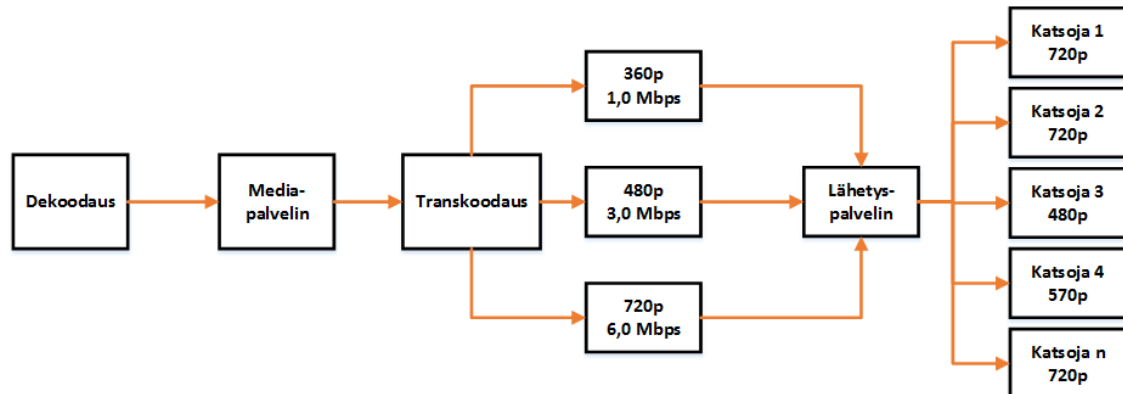 Dekoodaus
Media-
palvelin
Transkoodaus
360p
1,0 Mbps
480p
3,0 Mbps
720p
6,0 Mbps
Lähetys-
palvelin
Katsoja 1
720p
Katsoja 2
720p
Katsoja 3
480p
Katsoja 4
570p
Katsoja n
720p